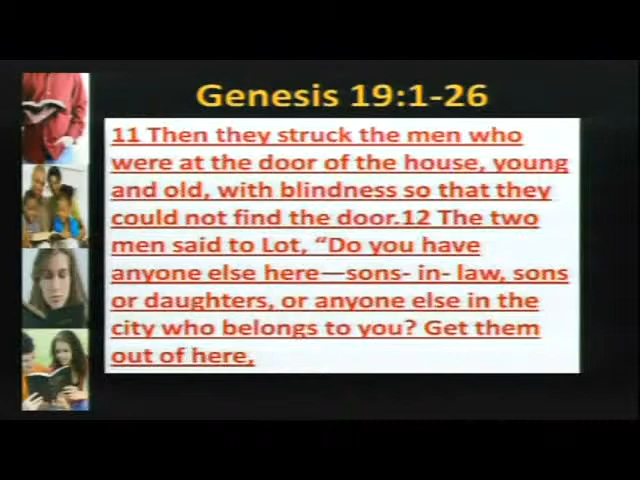 Genesis 19:1-26
11 Then they struck the men who
were at the door of the house, young
and old, with blindness so that they
could not find the door.12 The two
men said to Lot, “Do you have
anyone else here—sons- in- law, sons
or daughters, or anyone else in the
city who belongs to you? Get them
out of here,